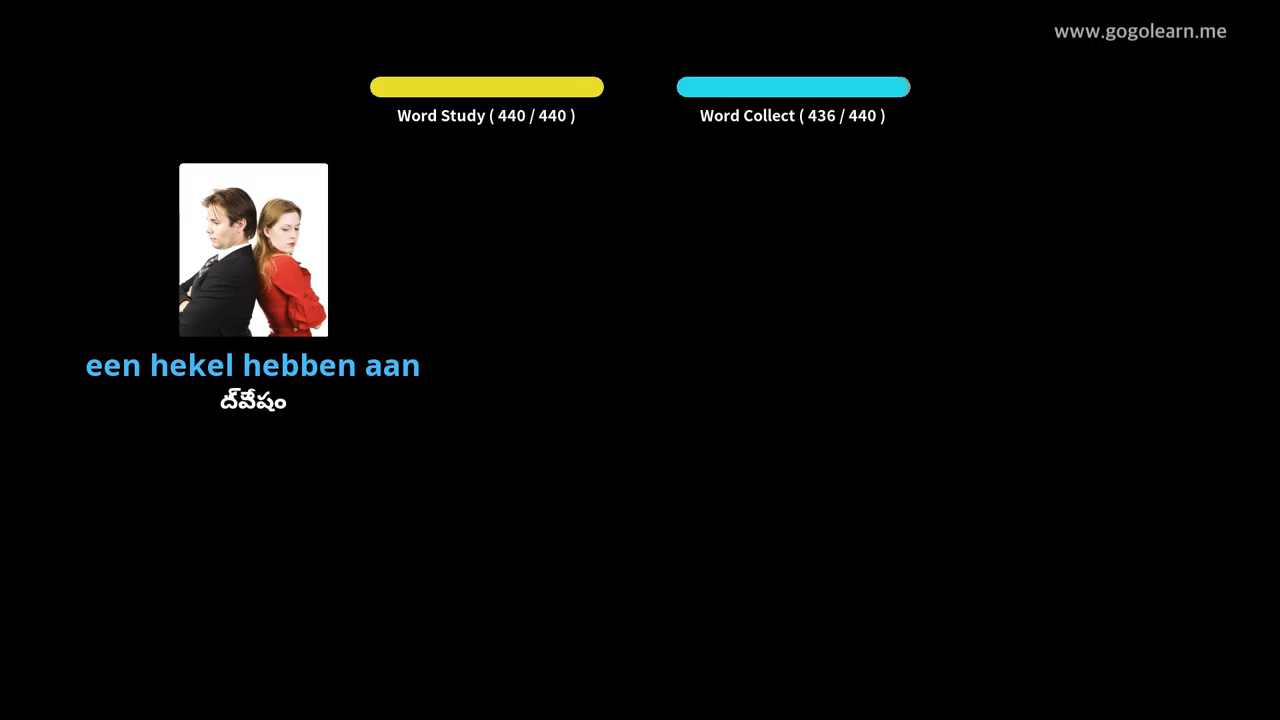 www.gogolearn.me
Word Study ( 440 / 440 )
Word Collect ( 436 / 440 )
een hekel hebben aan
ద్వేషం